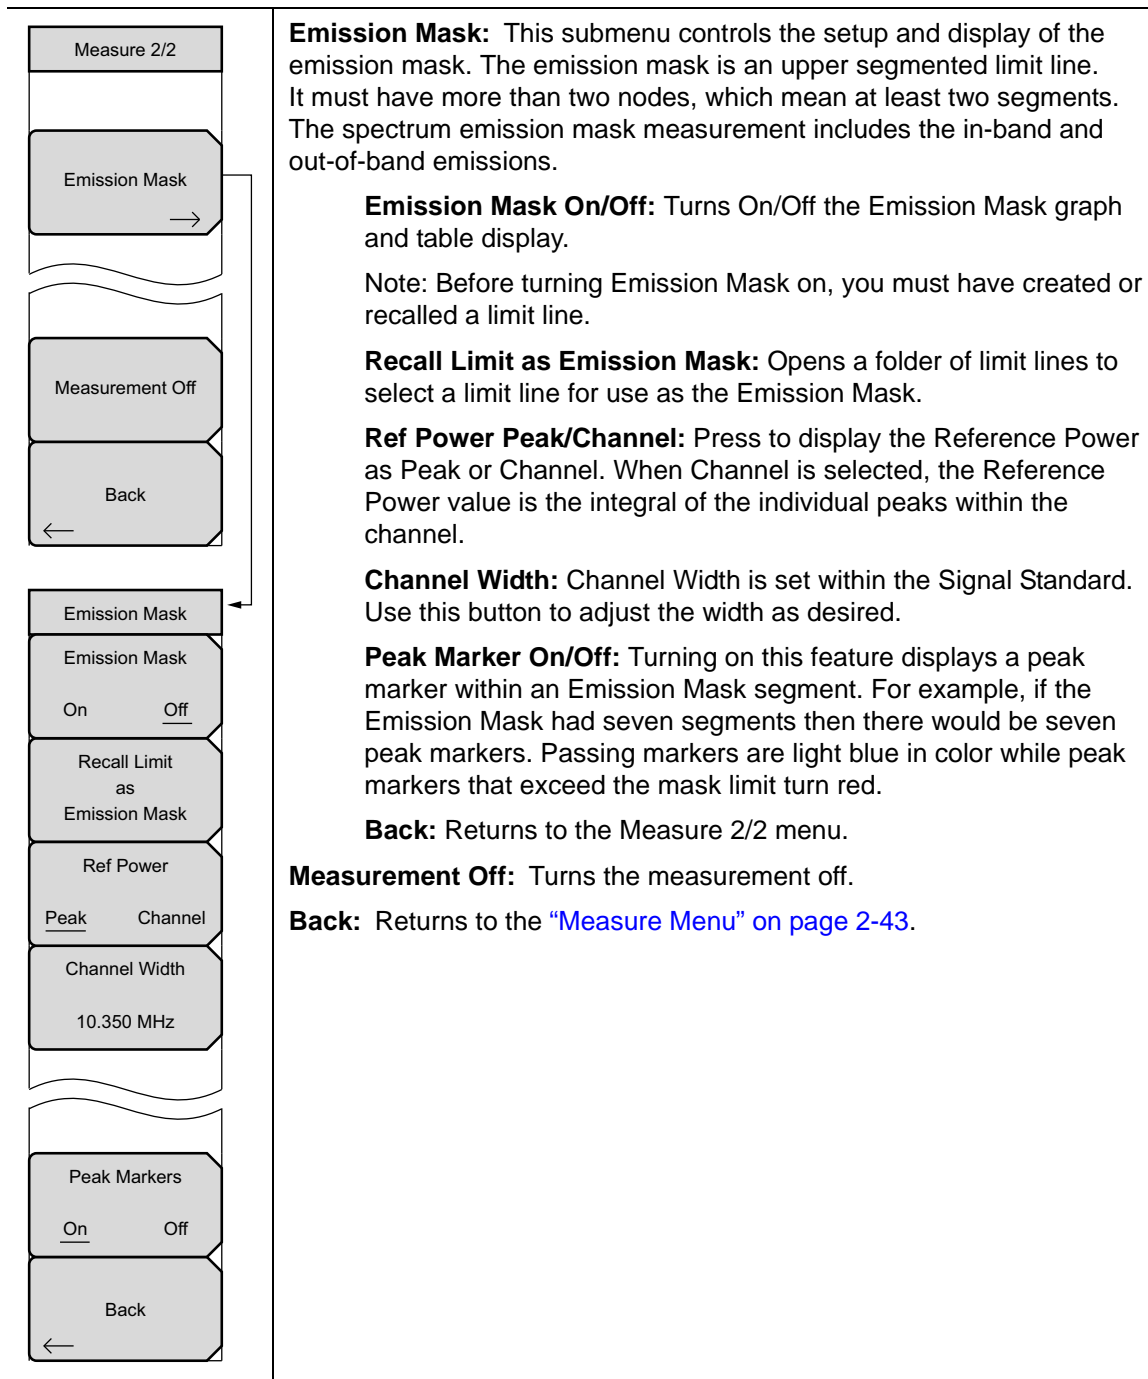 Measure 2/2
Emission Mask
Measurement Off
Back
Emission Mask
Emission Mask
On Off
Recall Limit
as
Emission Mask
Ref Power
Peak Channel
Channel Width
10.350 MHz
Peak Markers
On Off
Back
Emission Mask: This submenu controls the setup and display of the
emission mask. The emission mask is an upper segmented limit line.
It must have more than two nodes, which mean at least two segments.
The spectrum emission mask measurement includes the in-band and
out-of-band emissions.
Emission Mask On/Off: Turns On/Off the Emission Mask graph
and table display.
Note: Before turning Emission Mask on, you must have created or
recalled a limit line.
Recall Limit as Emission Mask: Opens a folder of limit lines to
select a limit line for use as the Emission Mask.
Ref Power Peak/Channel: Press to display the Reference Power
as Peak or Channel. When Channel is selected, the Reference
Power value is the integral of the individual peaks within the
channel.
Channel Width: Channel Width is set within the Signal Standard.
Use this button to adjust the width as desired.
Peak Marker On/Off: Turning on this feature displays a peak
marker within an Emission Mask segment. For example, if the
Emission Mask had seven segments then there would be seven
peak markers. Passing markers are light blue in color while peak
markers that exceed the mask limit turn red.
Back: Returns to the Measure 2/2 menu.
Measurement Off: Turns the measurement off.
Back: Returns to the “Measure Menu” on page 2-43.